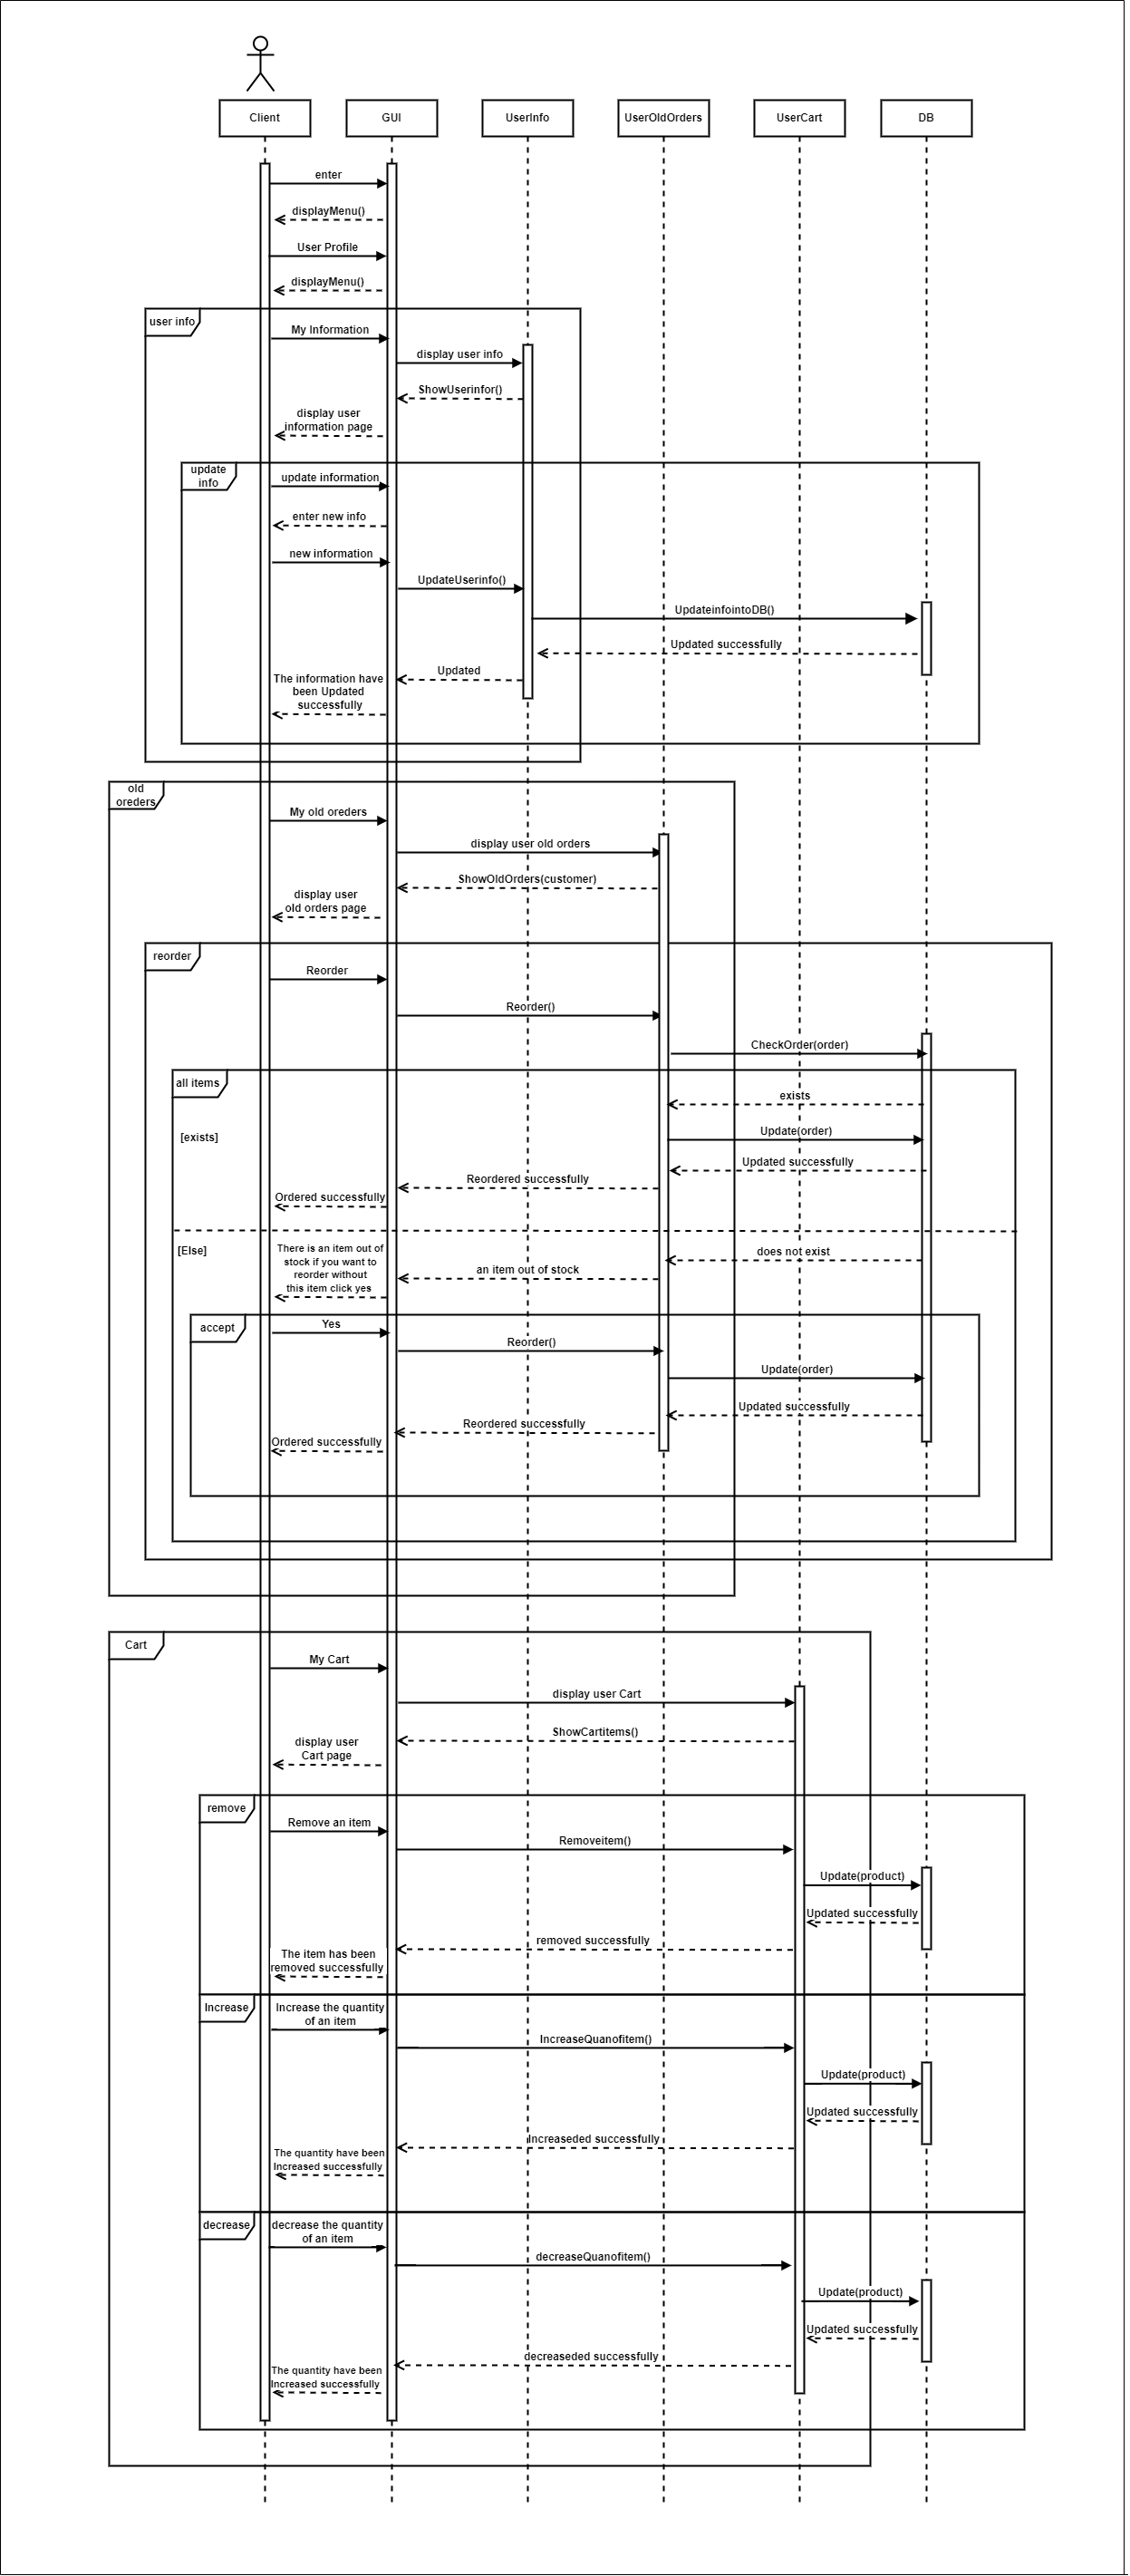 Client
GUI
UserInfo
UserOldOrders
UserCart
DB
enter
displayMenu()
User Profile
displayMenu()
user info
My Information
display user info
ShowUserinfor()
display user
information page
update
info
update information
enter new info
new information
UpdateUserinfo()
UpdateinfointoDB()
Updated successfully
Updated
The information have
been Updated
successfully
old
oreders
My old oreders
display user old orders
ShowOldOrders(customer)
display user
old orders page
reorder
Reorder
Reorder()
CheckOrder(order)
all items
exists
[exists]
Update(order)
Updated successfully
Reordered successfully
Ordered successfully
[Else]
does not exist
an item out of stock
There is an item out of
stock if you want to
reorder without
this item click yes
accept
Yes
Reorder()
Update(order)
Updated successfully
Reordered successfully
Ordered successfully
Cart
My Cart
display user Cart
ShowCartitems()
display user
Cart page
remove
Remove an item
Removeitem()
Update(product)
Updated successfully
removed successfully
The item has been
removed successfully
Increase
Increase the quantity
of an item
IncreaseQuanofitem()
Update(product)
Updated successfully
Increaseded successfully
The quantity have been
Increased successfully
decrease
decrease the quantity
of an item
decreaseQuanofitem()
Update(product)
Updated successfully
decreaseded successfully
The quantity have been
Increased successfully